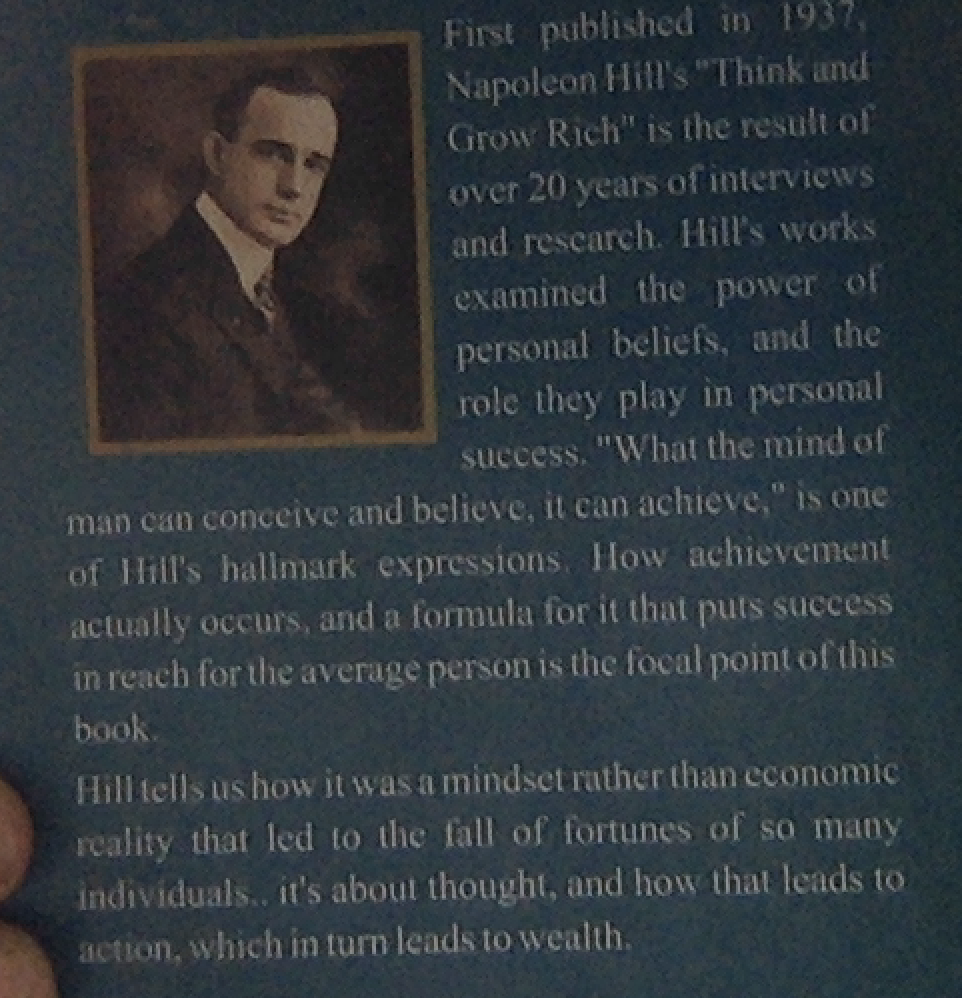 First published in 1937,
Napoleon Hill's "Think and
Grow Rich" is the result of
over 20 years of interviews
and research. Hill's works
examined the power of
personal beliefs, and the
role they play in personal
success. "What the mind of
man can conceive and believe, it can achieve," is one
of Hill's hallmark expressions. How achievement
actually occurs, and a formula for it that puts success
in reach for the average person is the focal point of this
book.
Hill tells us how it was a mindset rather than economic
reality that led to the fall of fortunes of so many
individuals.. it's about thought, and how that leads to
action, which in turn leads to wealth.